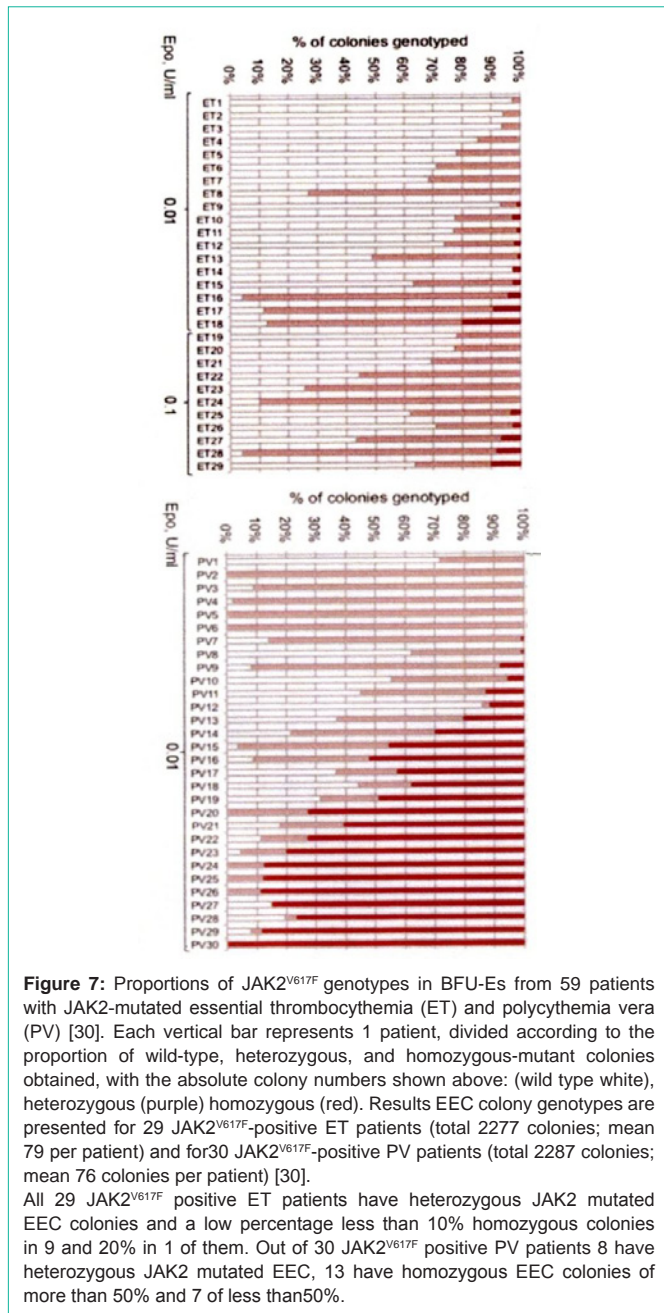 % of colonies genotyped
0%
10%
20%
30%
40%
50%
60%
70%
80%
90%
100%
Epo, U/ml
ET1
ET2
ET3
ET4
ET5
ET6
ET7
ET8
ET9
ET10
ET11
ET12
ET13
ET14
ET15
ET16
ET17
ET18
ET19
ET20
ET21
ET22
ET23
ET24
ET25
ET26
ET27
ET28
ET29
0.01
0.1
% of colonies genotyped
0%
10%
20%
30%
40%
50%
60%
70%
80%
90%
100%
Epo, U/ml
PV1
PV2
PV3
PV4
PV5
PV6
PV7
PV8
PV9
PV10
PV11
PV12
PV13
PV14
PV15
PV16
PV17
PV18
PV19
PV20
PV21
PV22
PV23
PV24
PV25
PV26
PV27
PV28
PV29
PV30
0.01
Figure 7: Proportions of JAK2V617F genotypes in BFU-Es from 59 patients
with JAK2-mutated essential thrombocythemia (ET) and polycythemia vera
(PV) [30]. Each vertical bar represents 1 patient, divided according to the
proportion of wild-type, heterozygous, and homozygous-mutant colonies
obtained, with the absolute colony numbers shown above: (wild type white),
heterozygous (purple) homozygous (red). Results EEC colony genotypes are
presented for 29 JAK2V617F-positive ET patients (total 2277 colonies; mean
79 per patient) and for30 JAK2V617F-positive PV patients (total 2287 colonies;
mean 76 colonies per patient) [30].
All 29 JAK2V617F positive ET patients have heterozygous JAK2 mutated
EEC colonies and a low percentage less than 10% homozygous colonies
in 9 and 20% in 1 of them. Out of 30 JAK2V617F positive PV patients 8 have
heterozygous JAK2 mutated EEC, 13 have homozygous EEC colonies of
more than 50% and 7 of less than50%.